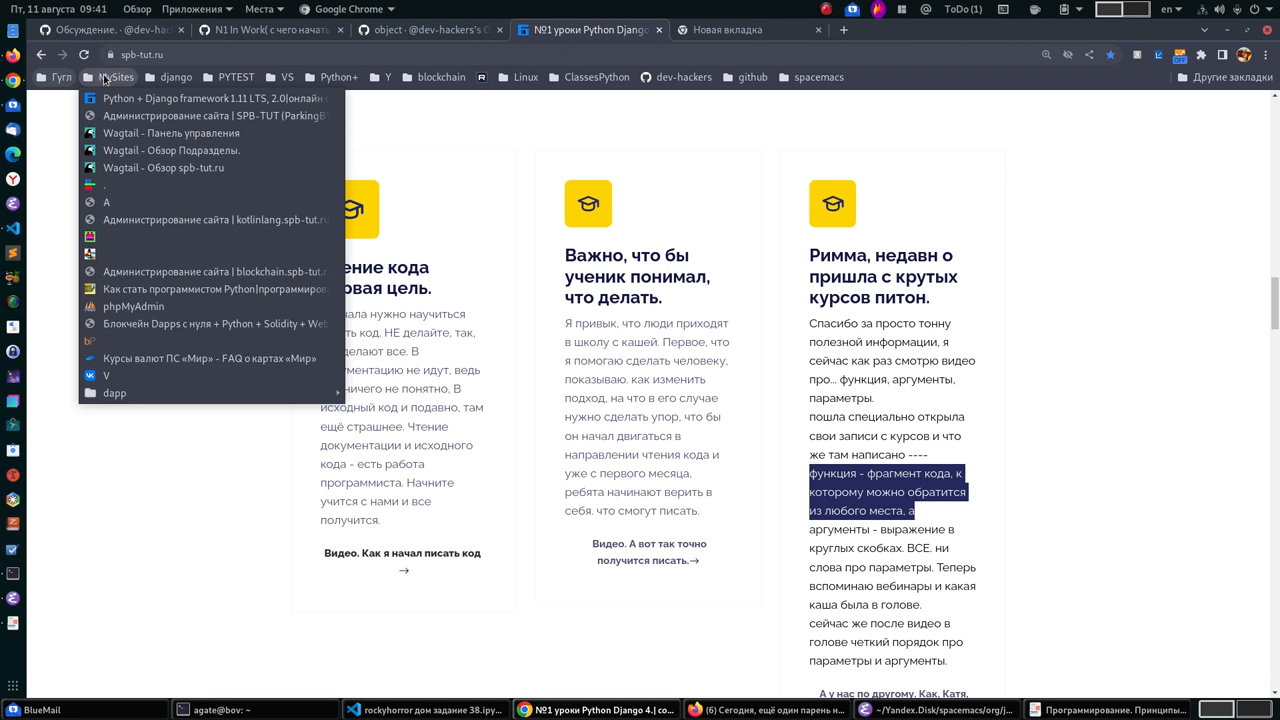 Пт, 11 августа 09:41
Обзор
Приложения
Места
Google Chrome
ToDo(1)
en
Обсуждение. · @dev-hac
N1 In Work( с чего начать
object · @dev-hackers's O
№1 уроки Python Django
Новая вкладка
spb-tut.ru
OFF
Гугл
MySites
django
PYTEST
VS
Python+
Y
blockchain
Linux
ClassesPython
dev-hackers
github
spacemacs
Другие закладки
Python + Django framework 1.11 LTS, 2.0|онлайн
Администрирование сайта | SPB-TUT (ParkingB
Wagtail - Панель управления
Wagtail - Обзор Подразделы.
Wagtail - Обзор spb-tut.ru
.
A
Администрирование сайта | kotlinlang.spb-tut.ru
Администрирование сайта | blockchain.spb-tut.r
Как стать программистом Python|программиров
phpMyAdmin
Блокчейн Dapps с нуля + Python + Solidity + Web
Курсы валют ПС «Мир» - FAQ о картах «Мир»
V
dapp
ение кода
рвая цель.
нала нужно научиться
ть код. НЕ делайте, так,
делают все. В
ументацию не идут, ведь
ничего не понятно, В
исходный код и подавно, там
ещё страшнее. Чтение
документации и исходного
кода - есть работа
программиста. Начните
учится с нами и все
получится.
Видео. Как я начал писать код
→
Важно, что бы
ученик понимал,
что делать.
Я привык, что люди приходят
в школу с кашей. Первое, что
я помогаю сделать человеку,
показываю. как изменить
подход, на что в его случае
нужно сделать упор, что бы
он начал двигаться в
направлении чтения кода и
уже с первого месяца,
ребята начинают верить в
себя. что смогут писать.
Видео. А вот так точно
получится писать.→
Римма, недавн о
пришла с крутых
курсов питон.
Спасибо за просто тонну
полезной информации, я
сейчас как раз смотрю видео
про... функция, аргументы,
параметры.
пошла специально открыла
свои записи с курсов и что
же там написано ----
функция - фрагмент кода, к
которому можно обратится
из любого места, а
аргументы - выражение в
круглых скобках. ВСЕ. ни
слова про параметры. Теперь
вспоминаю вебинары и какая
каша была в голове.
сейчас же после видео в
голове четкий порядок про
параметры и аргументы.
А у нас по другому. Как, Катя,
BlueMail
agate@bov: ~
rockyhorror дом задание 38.ipy...
№1 уроки Python Django 4.| со...
(6) Сегодня, ещё один парень н...
~/Yandex.Disk/spacemacs/org/j...
Программирование. Принципы...